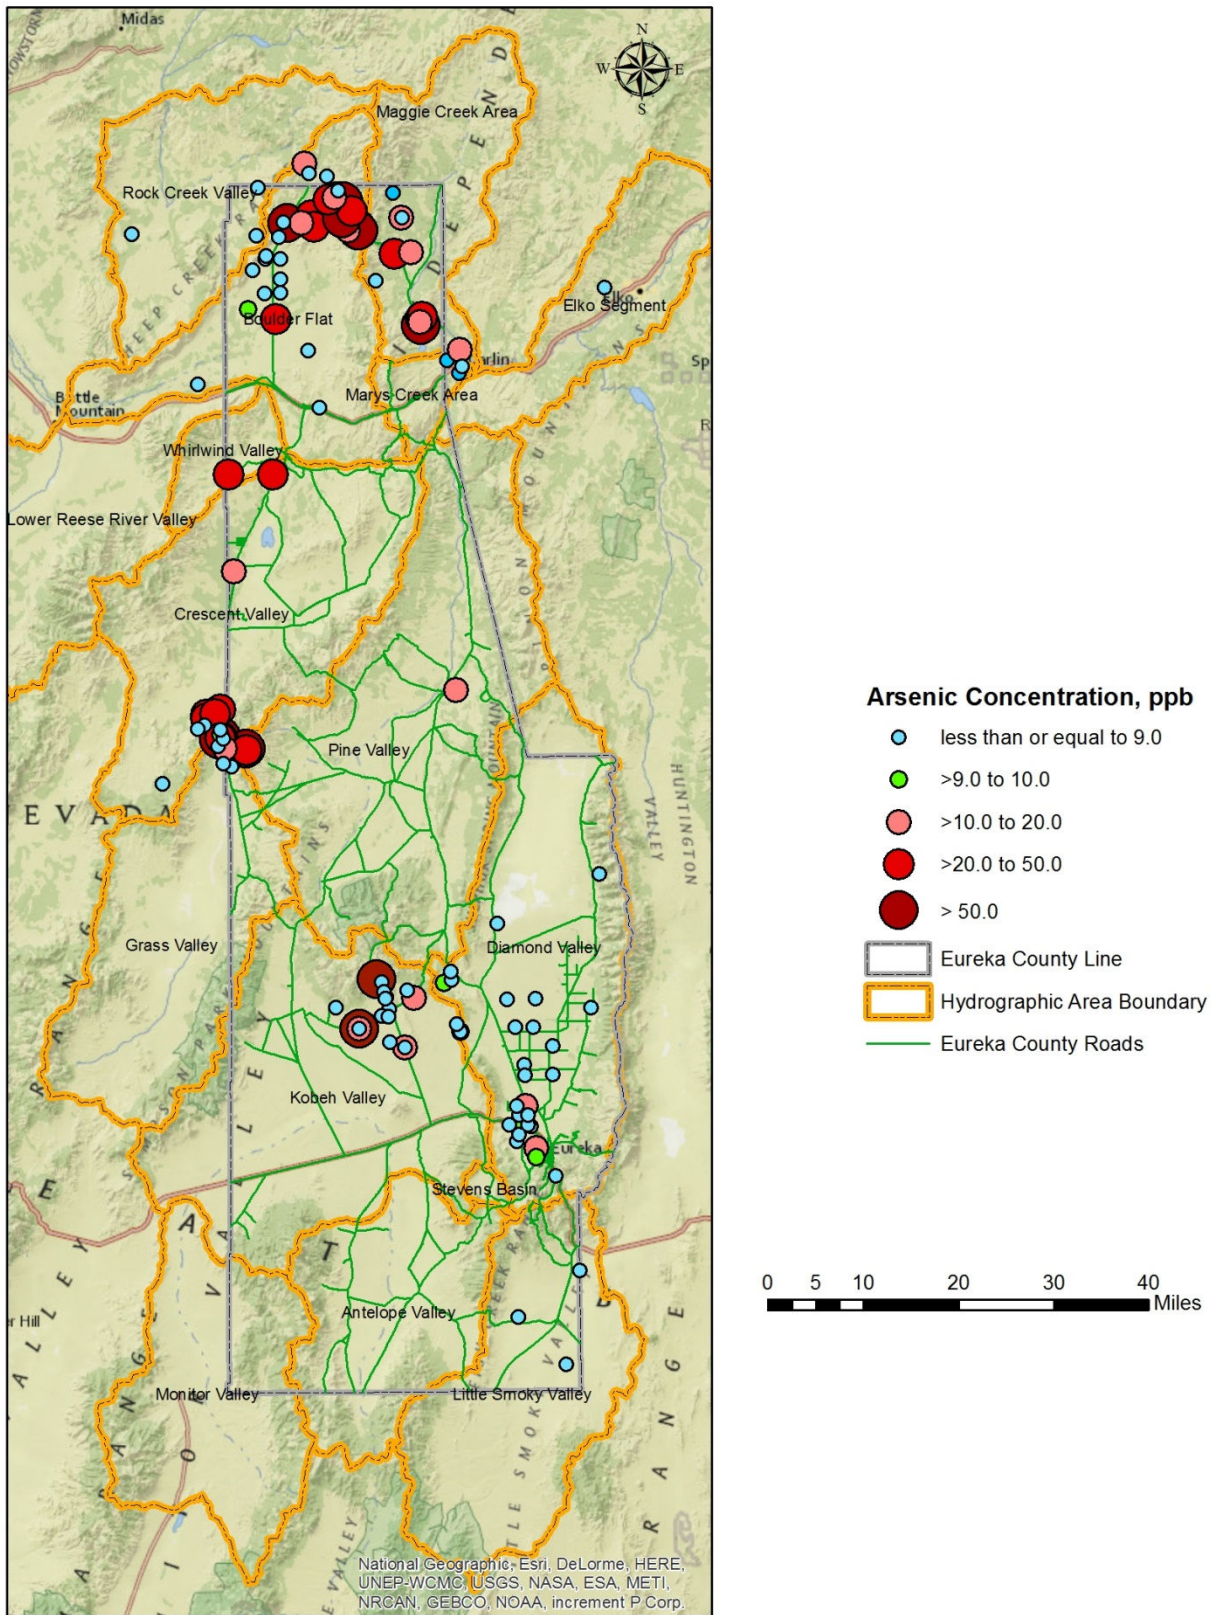 Midas
N
W
E
S
Maggie Creek Area
Rock Creek Valley
Elko Segment
Boulder Flat
Marys Creek Area
Battle
Mountain
Whirlwind Valley
Lower Reese River Valley
Crescent Valley
Pine Valley
HUNTINGTON
VALLEY
Grass Valley
Diamond Valley
Kobeh Valley
Eureka
Stevens Basin
Antelope Valley
Monitor Valley
Little Smoky Valley
National Geographic, Esri, DeLorme, HERE,
UNEP-WCMC, USGS, NASA, ESA, METI,
NRCAN, GEBCO, NOAA, increment P Corp.
Arsenic Concentration, ppb
less than or equal to 9.0
>9.0 to 10.0
>10.0 to 20.0
>20.0 to 50.0
> 50.0
Eureka County Line
Hydrographic Area Boundary
Eureka County Roads
0 5 10 20 30 40
Miles